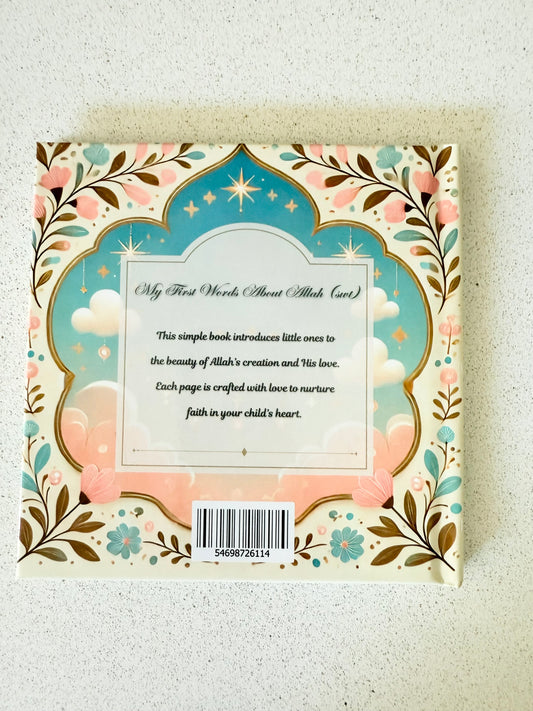 My First Words About Allah (swt)
This simple book introduces little ones to
the beauty of Allah's creation and His love.
Each page is crafted with love to nurture
faith in your child's heart.
54698726114